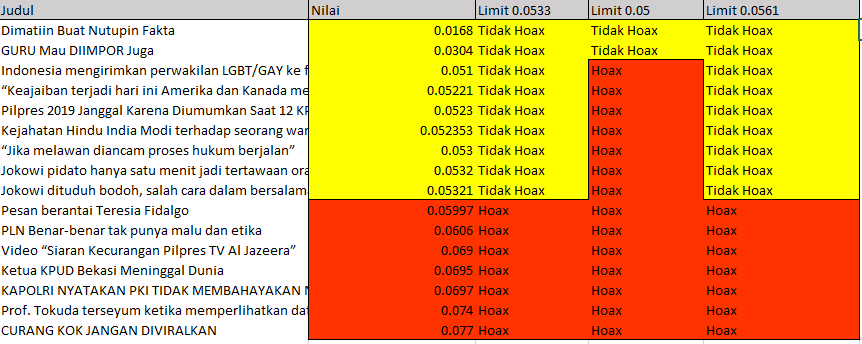 Judul Nilai Limit 0.0533 Limit 0.05 Limit 0.0561
Dimatiin Buat Nutupin Fakta 0.0168 Tidak Hoax Tidak Hoax Tidak Hoax
GURU Mau DIIMPOR Juga 0.0304 Tidak Hoax Tidak Hoax Tidak Hoax
Indonesia mengirimkan perwakilan LGBT/GAY ke 0.051 Tidak Hoax Hoax Tidak Hoax
“Keajaiban terjadi hari ini Amerika dan Kanada me 0.05221 Tidak Hoax Hoax Tidak Hoax
Pilpres 2019 Janggal Karena Diumumkan Saat 12 KP 0.0523 Tidak Hoax Hoax Tidak Hoax
Kejahatan Hindu India Modi terhadap seorang war 0.052353 Tidak Hoax Hoax Tidak Hoax
“Jika melawan diancam proses hukum berjalan” 0.053 Tidak Hoax Hoax Tidak Hoax
Jokowi pidato hanya satu menit jadi tertawaan ora 0.0532 Tidak Hoax Hoax Tidak Hoax
Jokowi dituduh bodoh, salah cara dalam bersalam 0.05321 Tidak Hoax Hoax Tidak Hoax
Pesan berantai Teresia Fidalgo 0.05997 Hoax Hoax Hoax
PLN Benar-benar tak punya malu dan etika 0.0606 Hoax Hoax Hoax
Video “Siaran Kecurangan Pilpres TV Al Jazeera” 0.069 Hoax Hoax Hoax
Ketua KPUD Bekasi Meninggal Dunia 0.0695 Hoax Hoax Hoax
KAPOLRI NYATAKAN PKI TIDAK MEMBAHAYAKAN 0.0697 Hoax Hoax Hoax
Prof. Tokuda terseyum ketika memperlihatkan dat 0.074 Hoax Hoax Hoax
CURANG KOK JANGAN DIVIRALKAN 0.077 Hoax Hoax Hoax